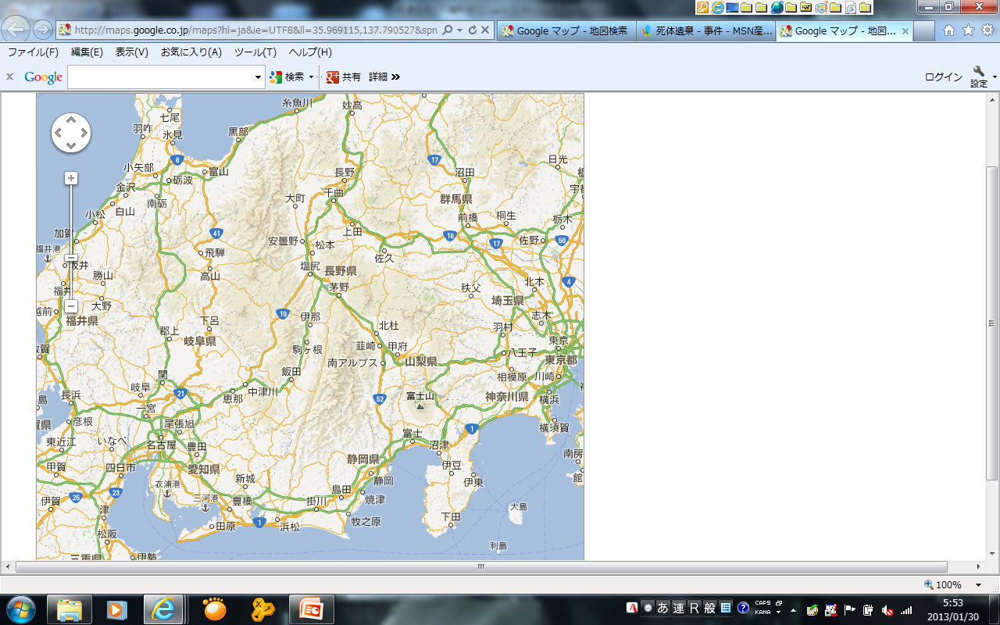 http://maps.google.co.jp/maps?hl=ja&ie=UTF8&ll=35.969115,137.790527&spn
Google マップ - 地図検索
死体遺棄 - 事件 - MSN産...
Google マップ - 地図...
ファイル(F) 編集(E) 表示(V) お気に入り(A) ツール(T) ヘルプ(H)
x Google 検索 共有 詳細 ログイン 設定
糸魚川 妙高
七尾
羽咋 氷見 黒部
8 17 日光
小矢部 富山 長野 沼田
金沢 砺波
南砺 大町 千曲 群馬県
小松 白山 前橋 桐生 栃木
加賀 41 上田 18
安曇野 松本 17 佐野 50
福井港 飛騨 佐久
坂井 塩尻
勝山 高山 長野県 北本 4
福井 茅野 秩父
大野 埼玉県
越前 19 伊那 志木
福井県 下呂 北杜 羽村
郡上 岐阜県 駒ヶ根 韮崎 甲府 東京
八王子
飯田 南アルプス 山梨県 東京都
関 相模原 川崎
長浜 岐阜 21 恵那 中津川 52 富士山 神奈川県 横浜
島 一宮
彦根 尾張旭 1 横須賀
東近江 いなべ 名古屋 豊田 富士 沼津
南房
甲賀 四日市 愛知県 静岡県 伊豆 館
衣浦港 新城 静岡 伊東
伊賀 25 23 三河港 豊橋 島田 焼津
津 掛川 大島
田原 1 浜松 牧之原 下田
松阪
利島
三重県 伊勢
100%
あ 連 R 般 CAPS KANA
5:53
2013/01/30